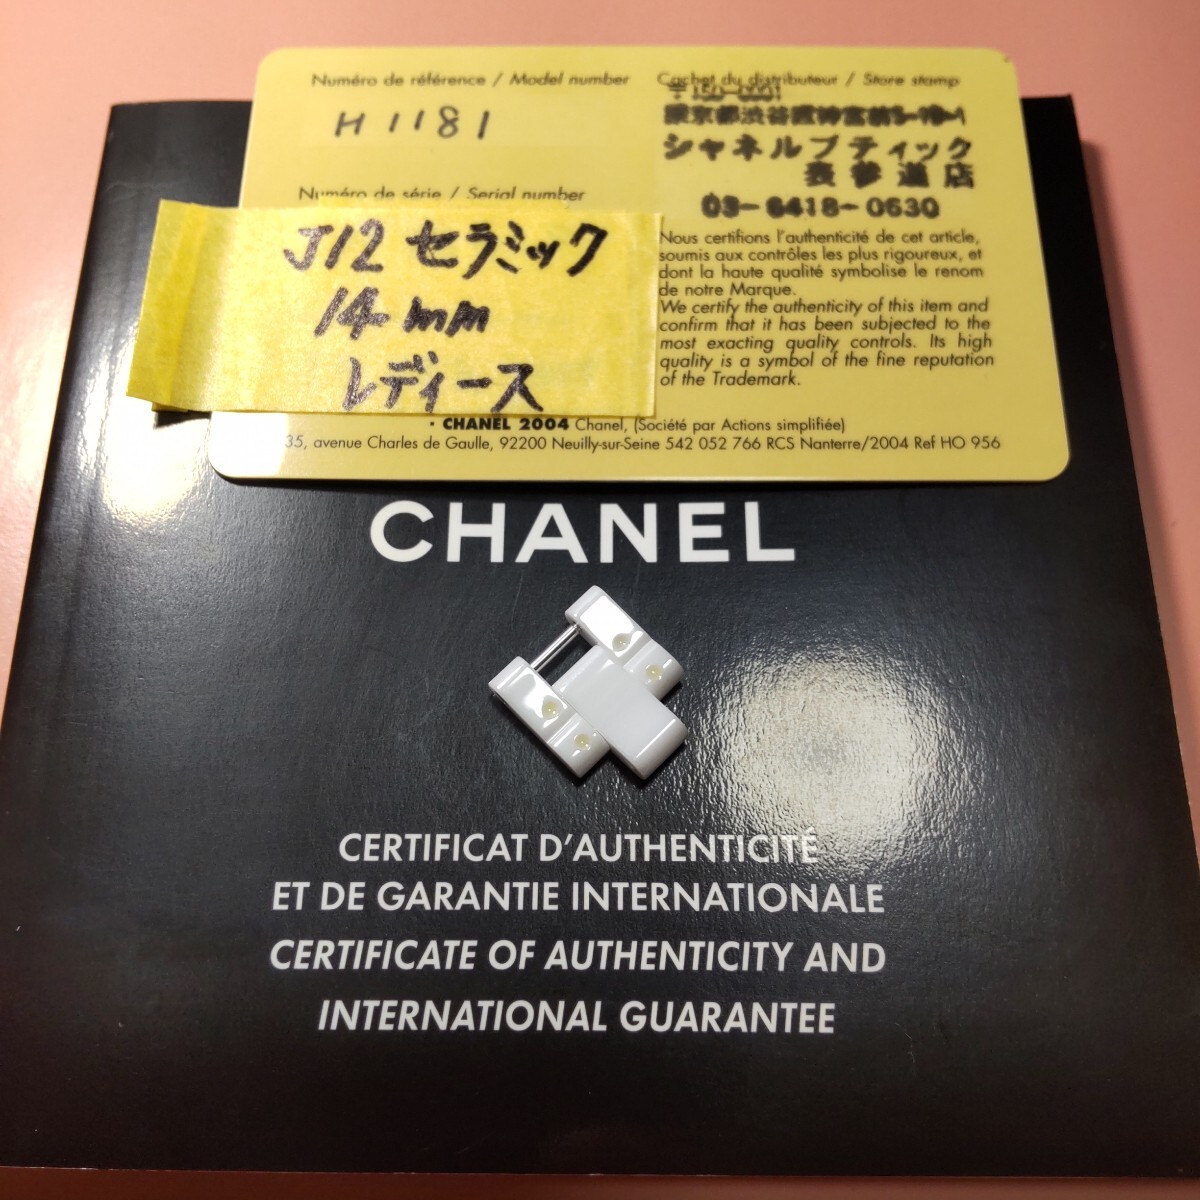 Numéro de référence / Model number
H1181
Numéro de série / Serial number
Cachet du distributeur / Store stamp
シャネルブティック
表参道店
03-6418-0630
Nous certifions l'authenticité de cet article,
soumis aux contrôles les plus rigoureux, et
dont la haute qualité symbolise le renom
de notre Marque.
We certify the authenticity of this item and
confirm that it has been subjected to the
most exacting quality controls. Its high
quality is a symbol of the fine reputation
of the Trademark.
J12 セラミック
14mm
レディース
· CHANEL 2004 Chanel, (Société par Actions simplifiée)
35, avenue Charles de Gaulle, 92200 Neuilly-sur-Seine 542 052 766 RCS Nanterre/2004 Ref HO 956
CHANEL
CERTIFICAT D'AUTHENTICITÉ
ET DE GARANTIE INTERNATIONALE
CERTIFICATE OF AUTHENTICITY AND
INTERNATIONAL GUARANTEE